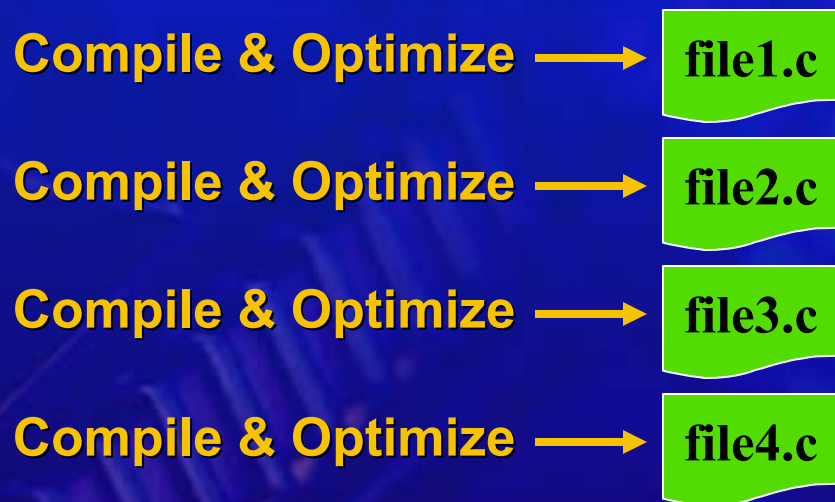 Compile & Optimize file1.c
Compile & Optimize file2.c
Compile & Optimize file3.c
Compile & Optimize file4.c